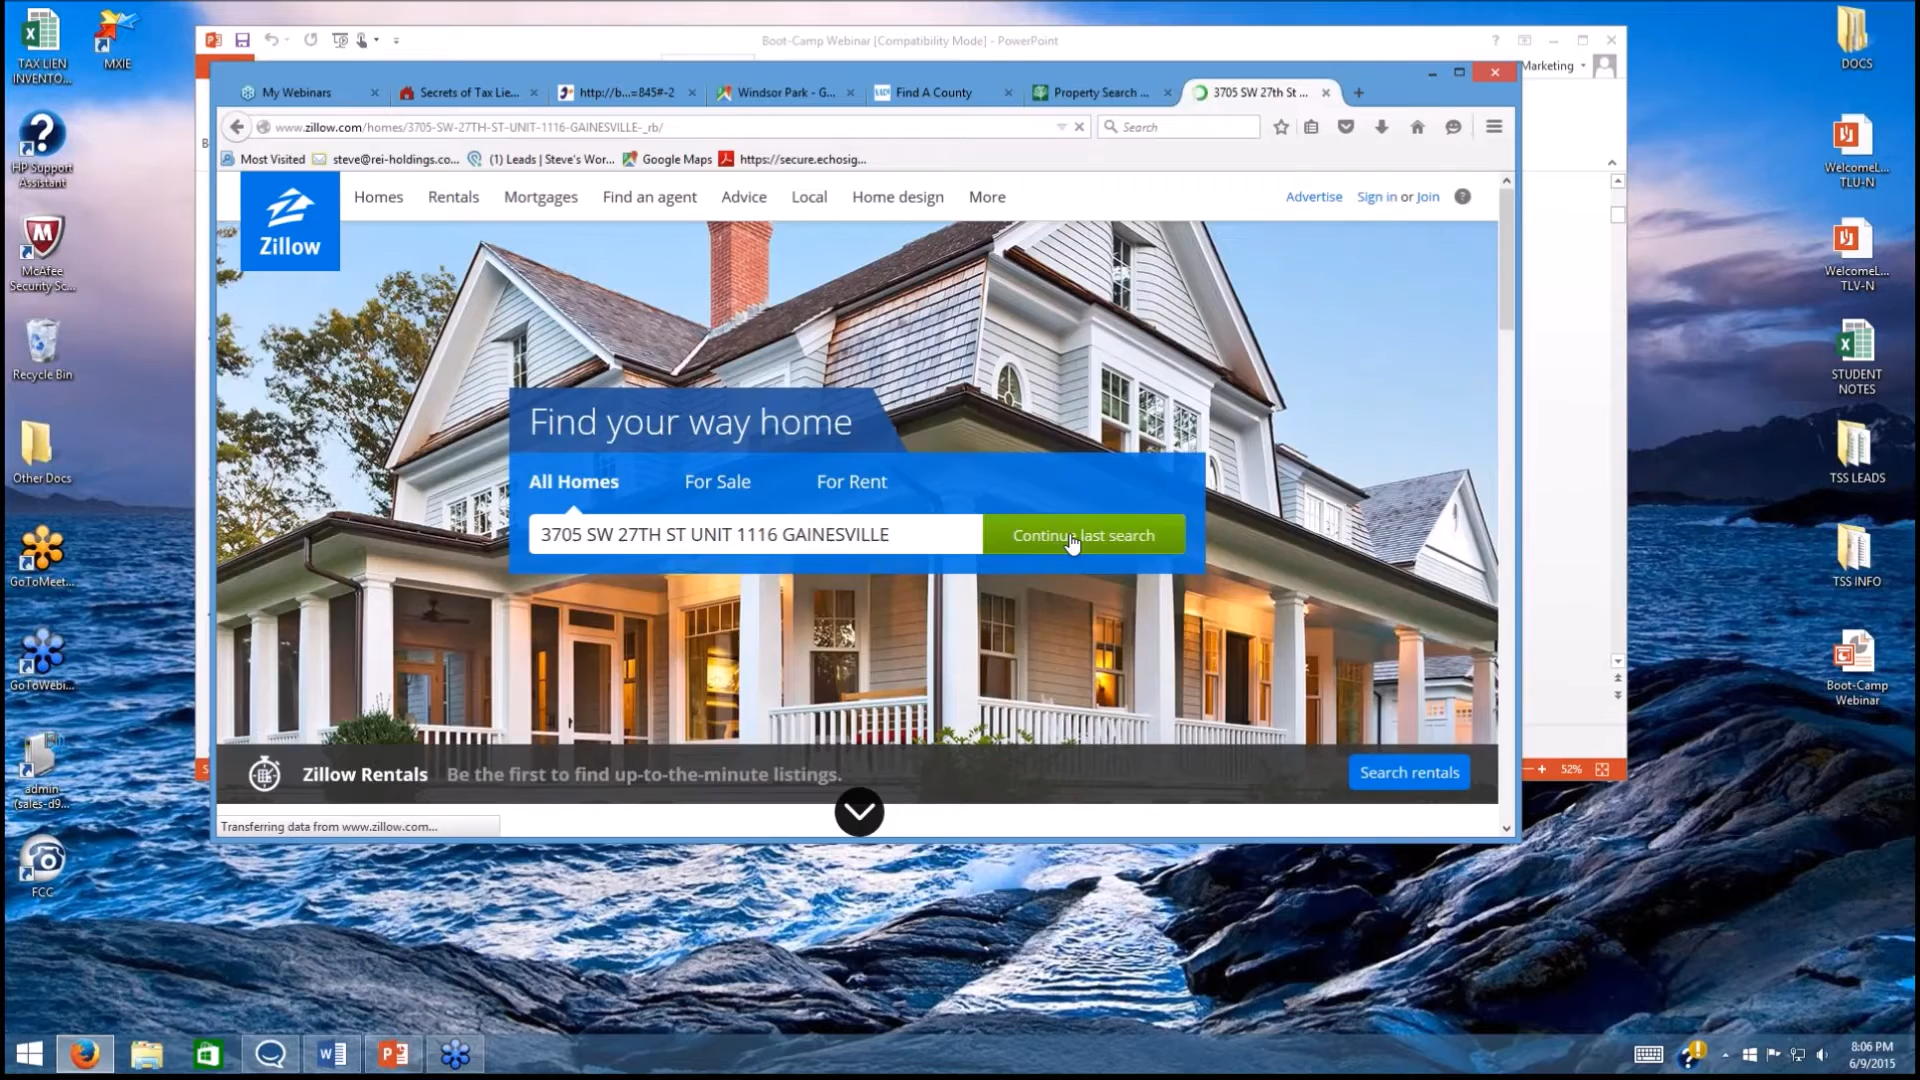 TAX LIEN
INVENTO...
MXIE
HP Support
Assistant
McAfee
Security Sc...
Recycle Bin
Other Docs
GoToMeet...
GoToWebi...
admin
(sales-d9...
FCC
Boot-Camp Webinar [Compatibility Mode] - PowerPoint
Marketing
My Webinars
Secrets of Tax Lie...
http://b...=845#-2
Windsor Park - G...
Find A County
Property Search ...
3705 SW 27th St ...
www.zillow.com/homes/3705-SW-27TH-ST-UNIT-1116-GAINESVILLE-_rb/
Search
Most Visited
steve@rei-holdings.co...
(1) Leads | Steve's Wor...
Google Maps
https://secure.echosig...
Zillow
Homes
Rentals
Mortgages
Find an agent
Advice
Local
Home design
More
Advertise
Sign in or Join
Find your way home
All Homes
For Sale
For Rent
3705 SW 27TH ST UNIT 1116 GAINESVILLE
Continue last search
Zillow Rentals
Be the first to find up-to-the-minute listings.
Search rentals
Transferring data from www.zillow.com...
52%
DOCS
WelcomeL...
TLU-N
WelcomeL...
TLV-N
STUDENT
NOTES
TSS LEADS
TSS INFO
Boot-Camp
Webinar
8:06 PM
6/9/2015